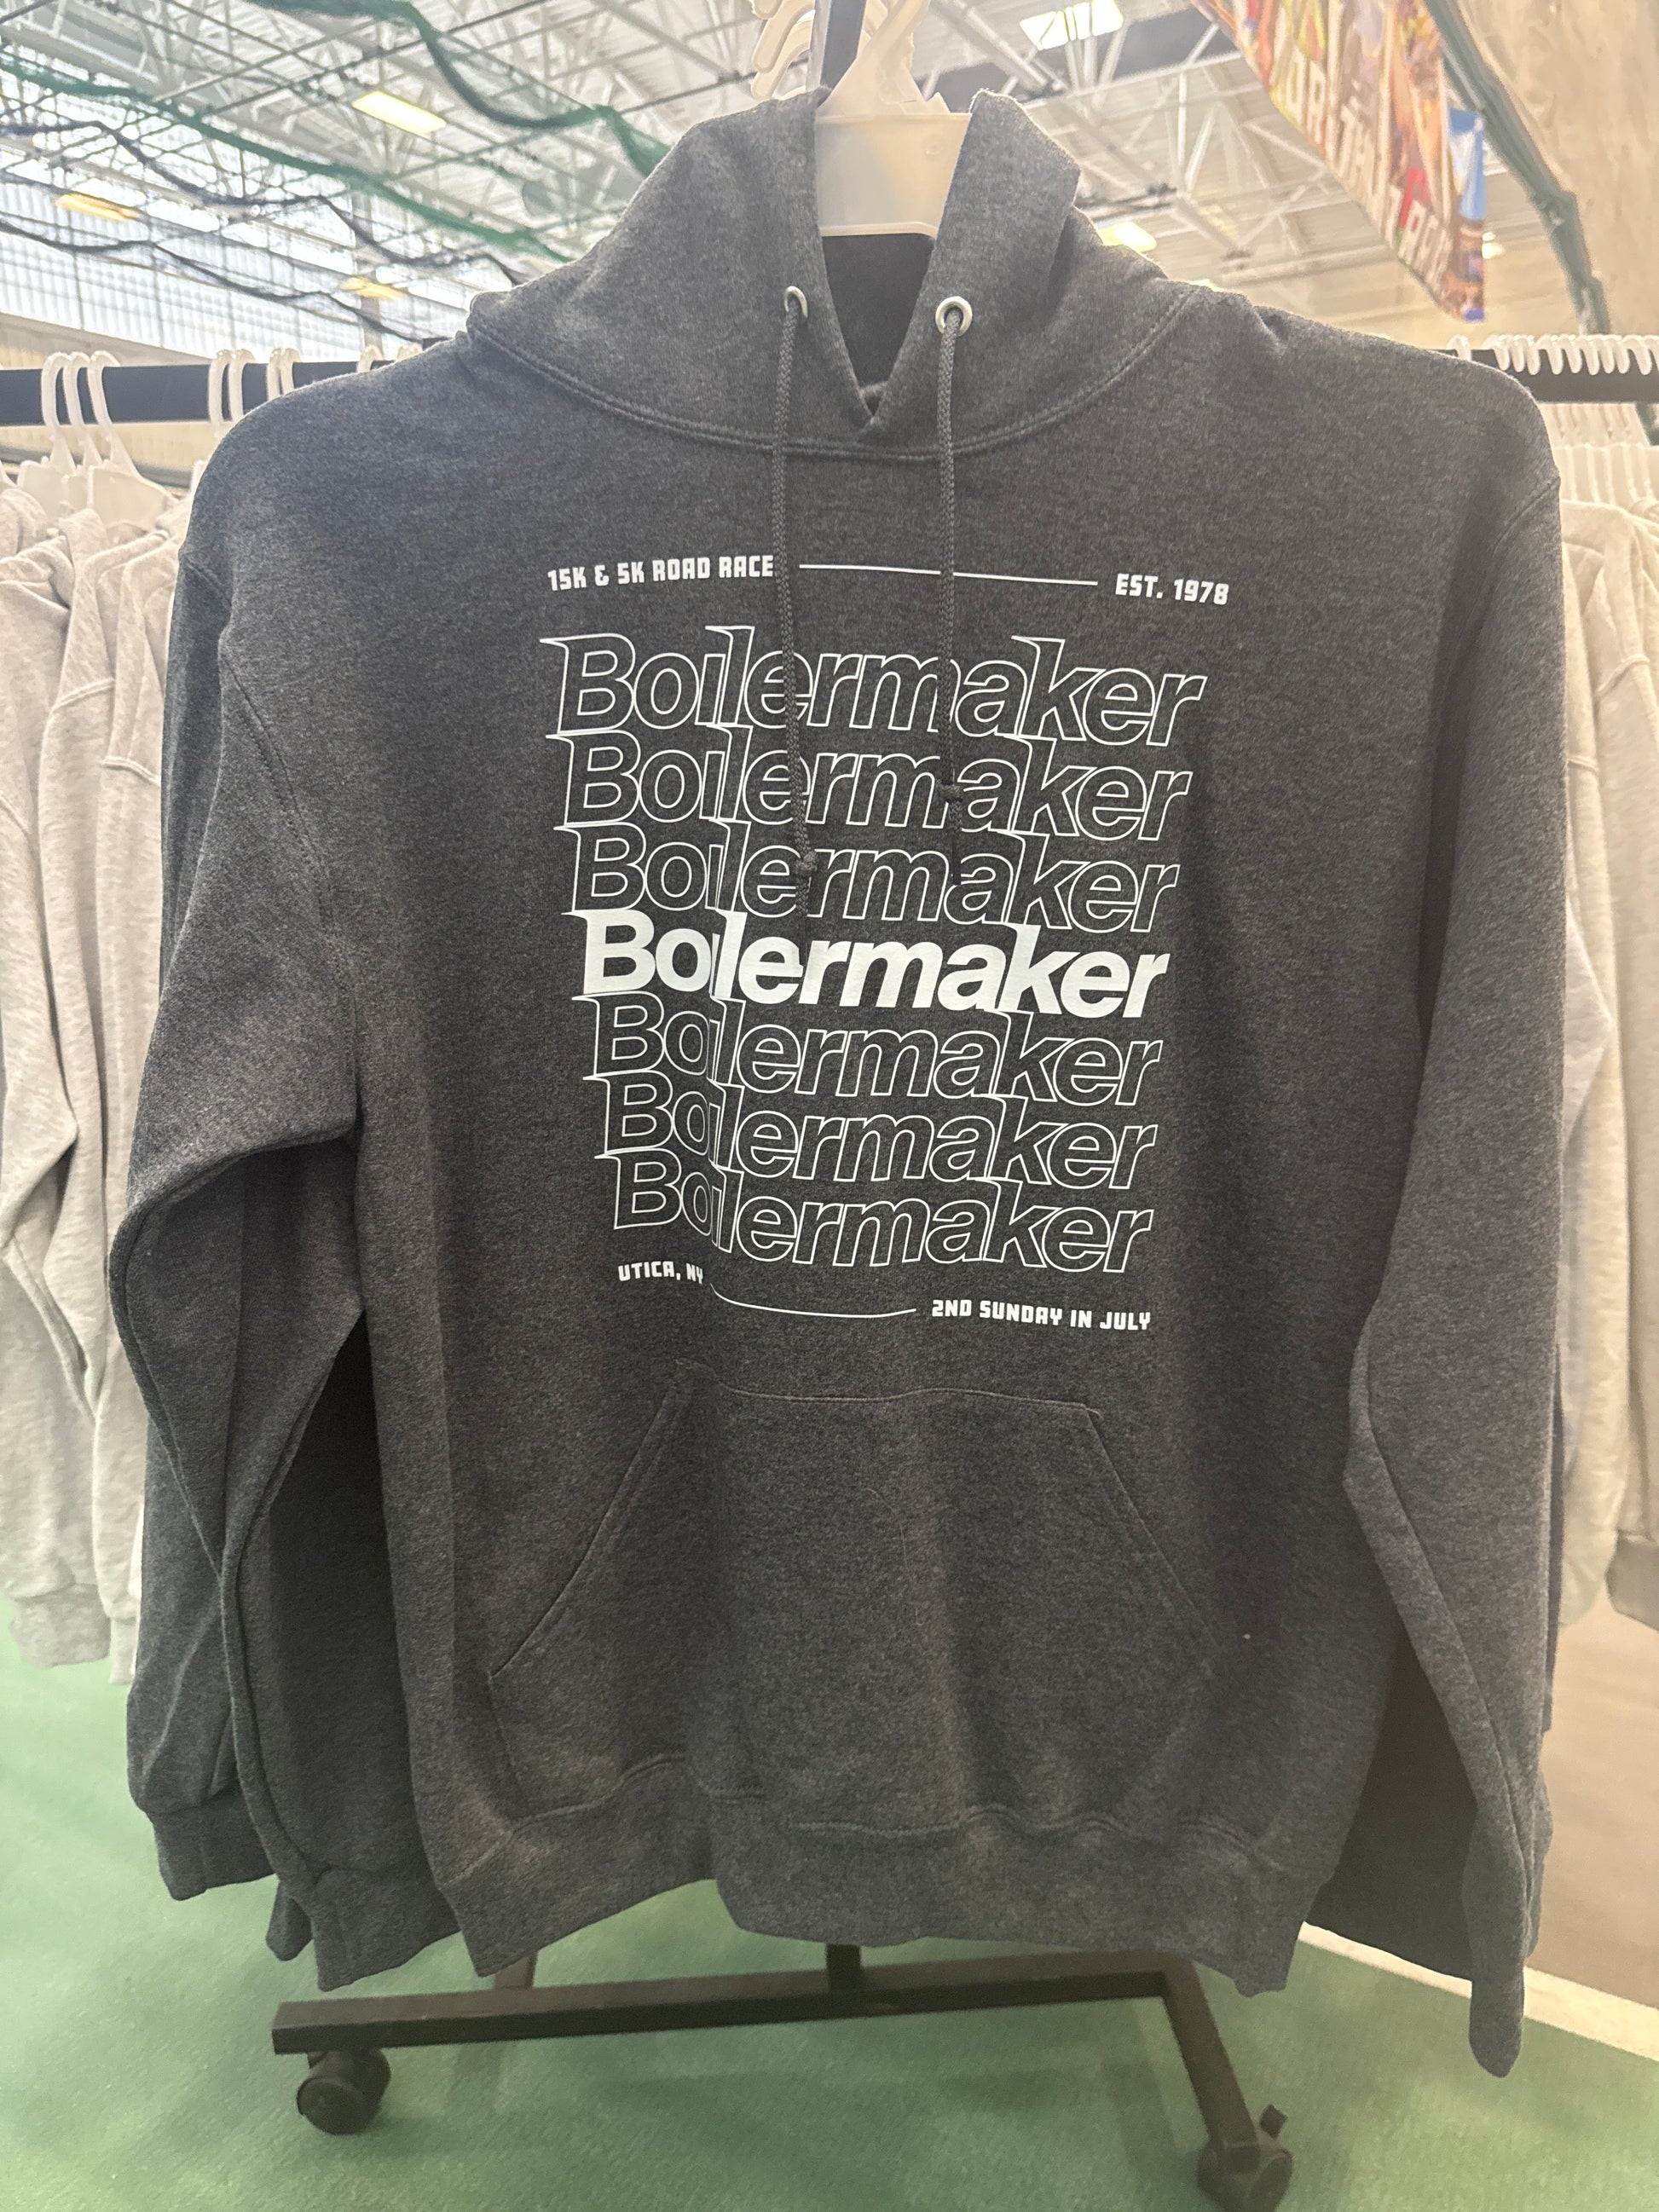 15K & 5K ROAD RACE EST. 1978
Boilermaker
Boilermaker
Boilermaker
Boilermaker
Boilermaker
Boilermaker
Boilermaker
UTICA, NY 2ND SUNDAY IN JULY